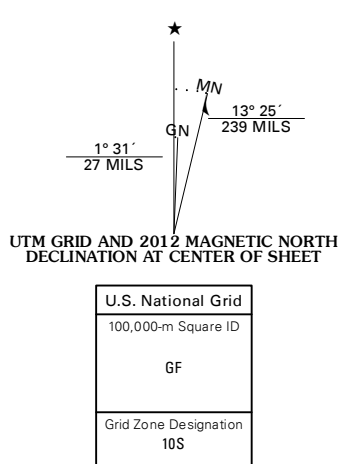 ★
MN
GN
13° 25´
239 MILS
1° 31´
27 MILS
UTM GRID AND 2012 MAGNETIC NORTH
DECLINATION AT CENTER OF SHEET
U.S. National Grid
100,000-m Square ID
GF
Grid Zone Designation
10S